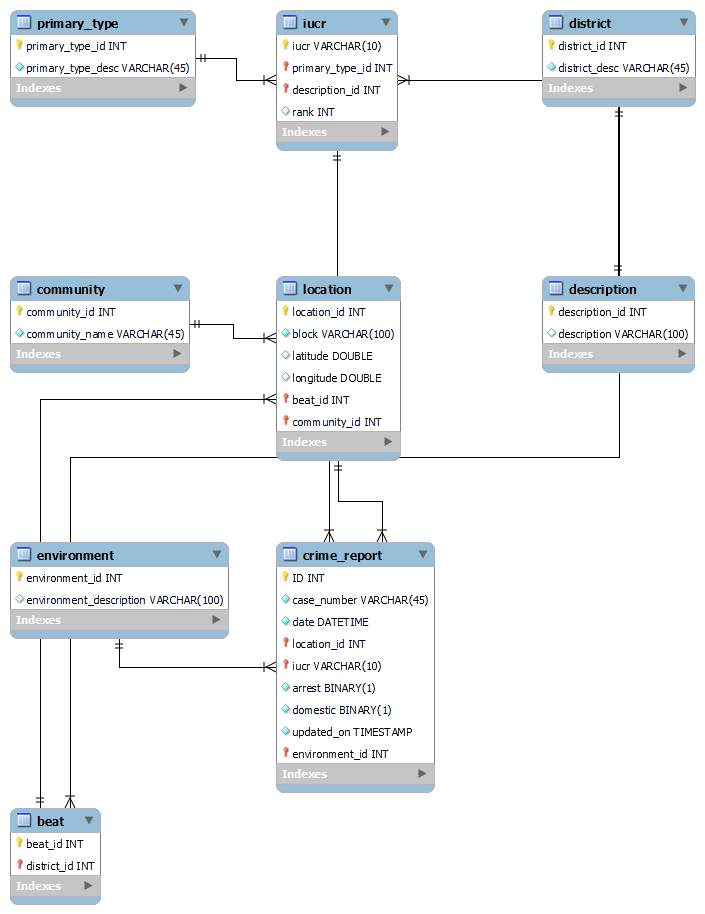 primary_type
primary_type_id INT
primary_type_desc VARCHAR(45)
Indexes
iucr
iucr VARCHAR(10)
primary_type_id INT
description_id INT
rank INT
Indexes
district
district_id INT
district_desc VARCHAR(45)
Indexes
community
community_id INT
community_name VARCHAR(45)
Indexes
location
location_id INT
block VARCHAR(100)
latitude DOUBLE
longitude DOUBLE
beat_id INT
community_id INT
Indexes
description
description_id INT
description VARCHAR(100)
Indexes
environment
environment_id INT
environment_description VARCHAR(100)
Indexes
crime_report
ID INT
case_number VARCHAR(45)
date DATETIME
location_id INT
iucr VARCHAR(10)
arrest BINARY(1)
domestic BINARY(1)
updated_on TIMESTAMP
environment_id INT
Indexes
beat
beat_id INT
district_id INT
Indexes